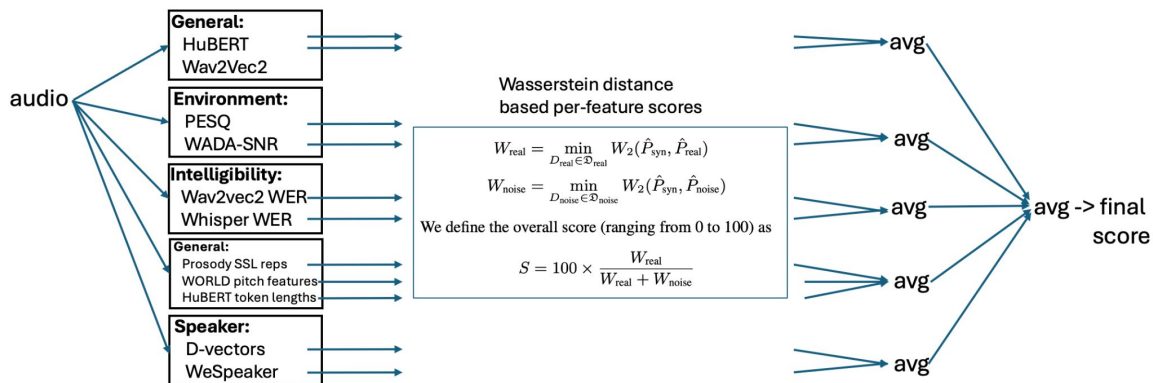 General:
HuBERT
Wav2Vec2
audio
Environment:
PESQ
WADA-SNR
Intelligibility:
Wav2vec2 WER
Whisper WER
General:
Prosody SSL reps
WORLD pitch features
HuBERT token lengths
Speaker:
D-vectors
WeSpeaker
Wasserstein distance
based per-feature scores
W_real = min_{D_real ∈ 𝔇_real} W_2(P̂_syn, P̂_real)
W_noise = min_{D_noise ∈ 𝔇_noise} W_2(P̂_syn, P̂_noise)
We define the overall score (ranging from 0 to 100) as
S = 100 × W_real / (W_real + W_noise)
avg
avg
avg
avg
avg
avg -> final
score